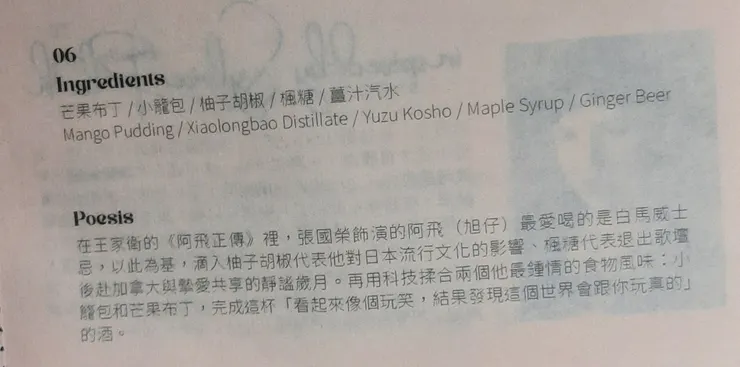 06
Ingredients
芒果布丁 / 小籠包 / 柚子胡椒 / 楓糖 / 薑汁汽水
Mango Pudding / Xiaolongbao Distillate / Yuzu Kosho / Maple Syrup / Ginger Beer
Poesis
在王家衛的《阿飛正傳》裡，張國榮飾演的阿飛（旭仔）最愛喝的是白馬威士
忌，以此為基，滴入柚子胡椒代表他對日本流行文化的影響、楓糖代表退出歌壇
後赴加拿大與摯愛共享的靜謐歲月。再用科技揉合兩個他最鍾情的食物風味：小
籠包和芒果布丁，完成這杯「看起來像個玩笑，結果發現這個世界會跟你玩真的」
的酒。